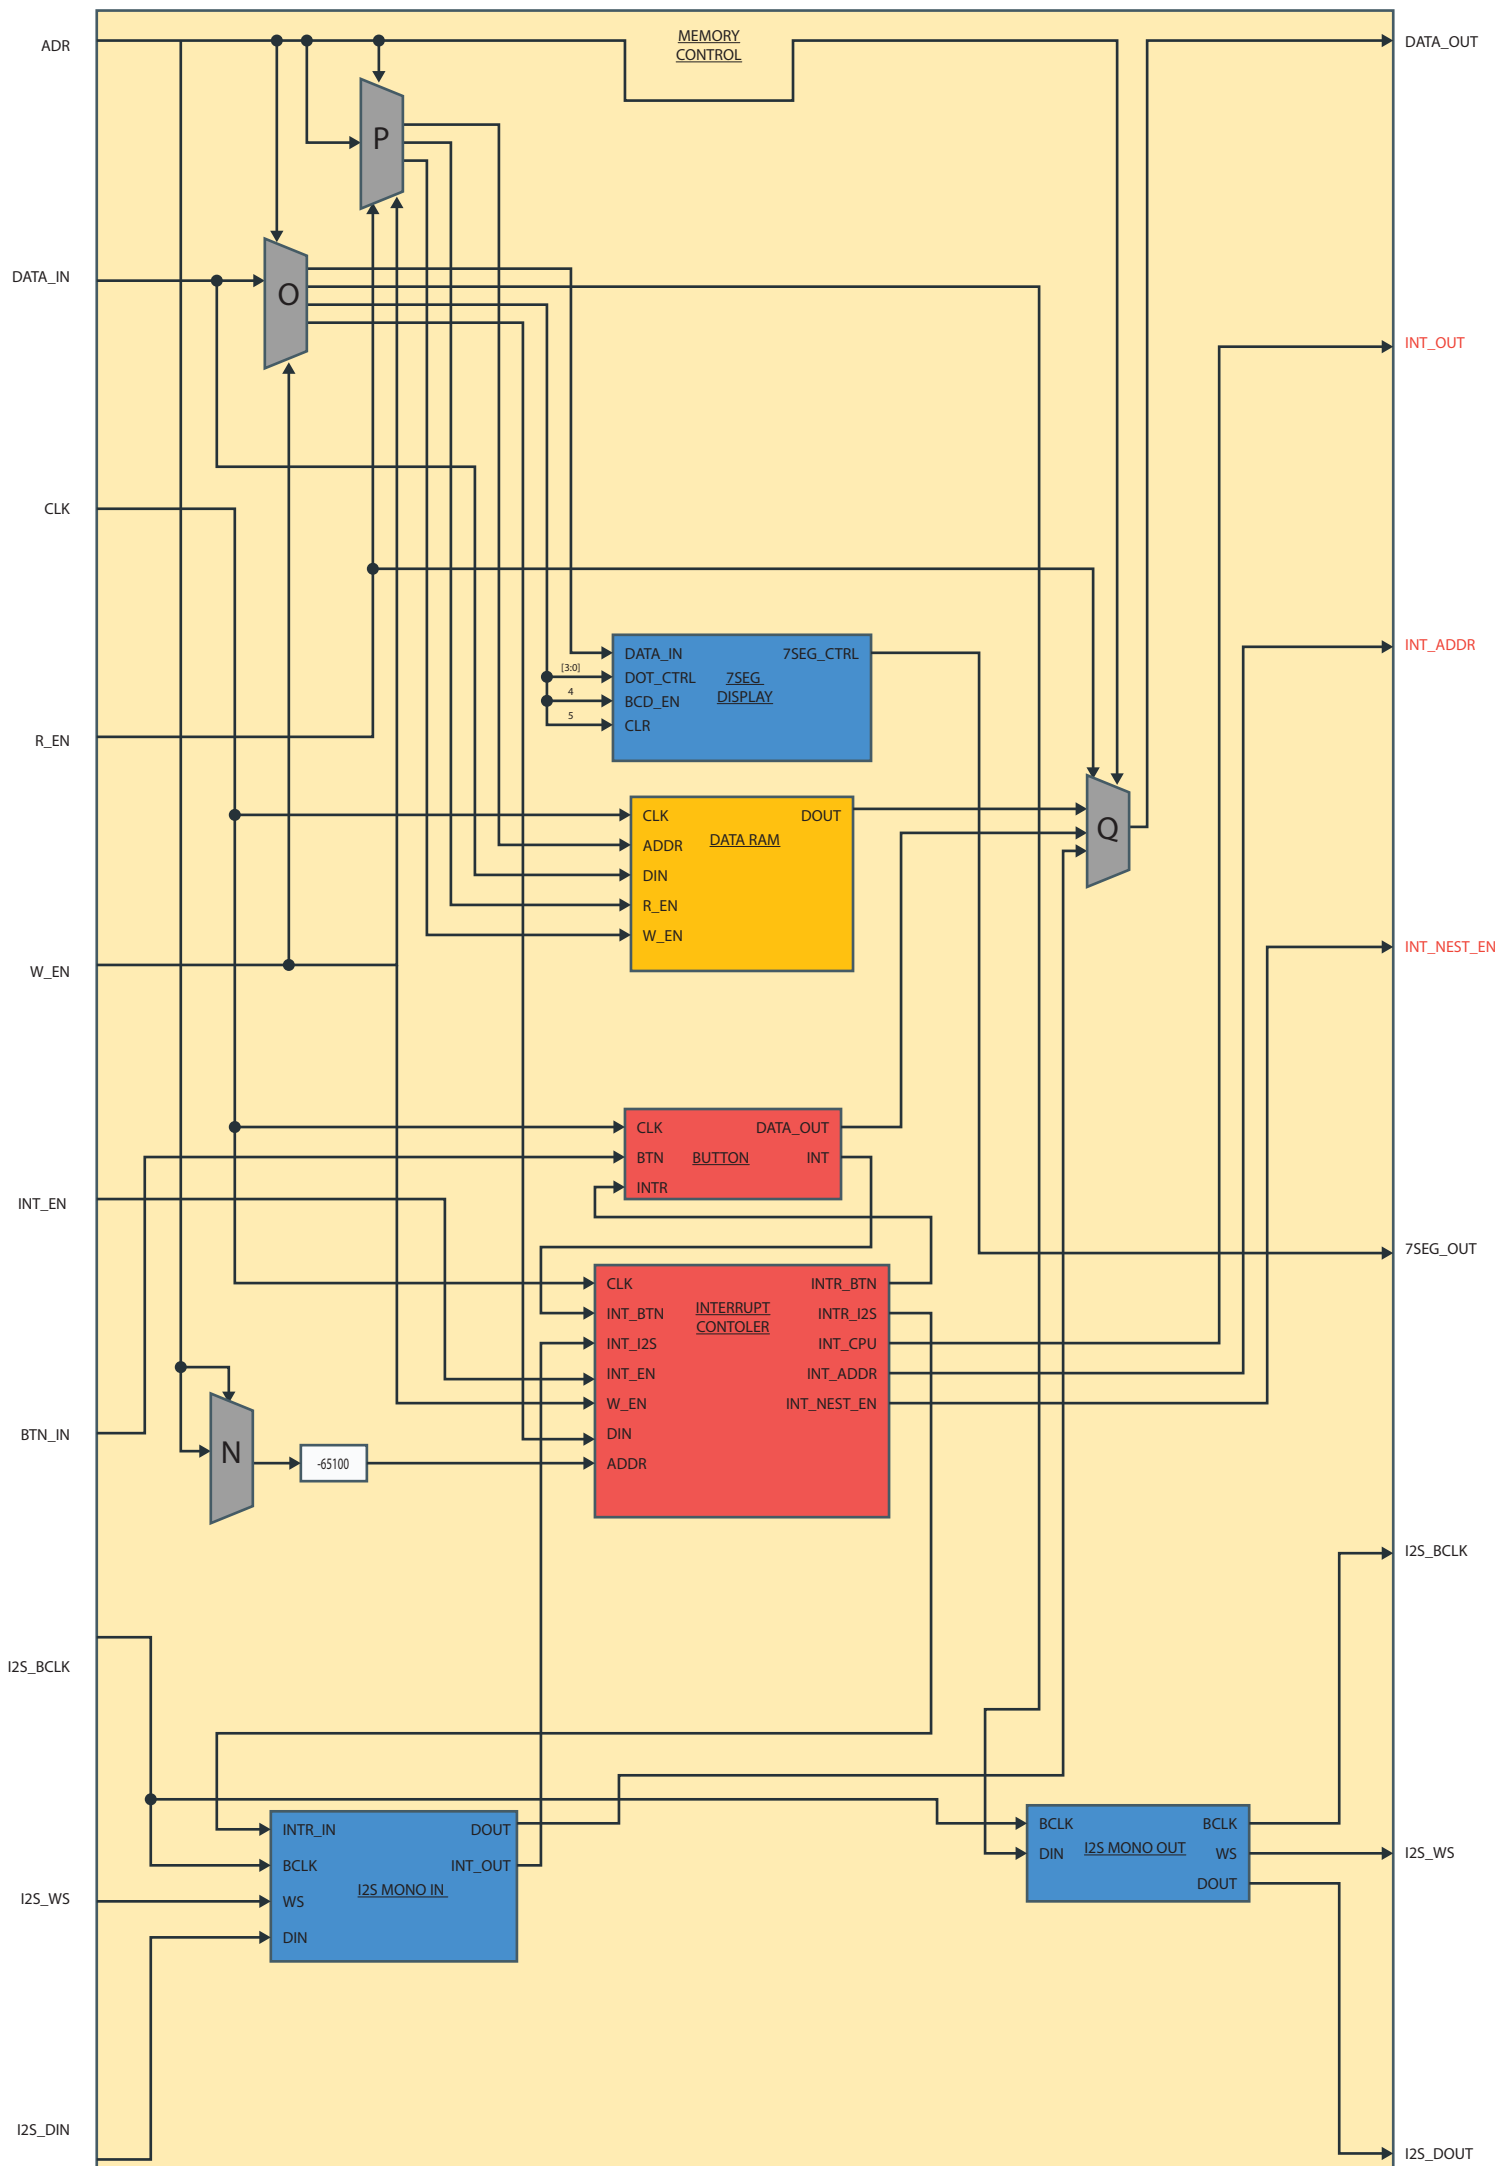 ADR
MEMORY
CONTROL
DATA_OUT
P
DATA_IN
O
INT_OUT
CLK
INT_ADDR
DATA_IN
7SEG_CTRL
[3:0]
DOT_CTRL
7SEG
DISPLAY
4
BCD_EN
5
CLR
R_EN
CLK
DOUT
DATA RAM
ADDR
DIN
R_EN
W_EN
Q
INT_NEST_EN
W_EN
CLK
DATA_OUT
BTN
BUTTON
INT
INTR
INT_EN
7SEG_OUT
CLK
INTR_BTN
INT_BTN
INTERRUPT
CONTOLER
INTR_I2S
INT_I2S
INT_CPU
INT_EN
INT_ADDR
W_EN
INT_NEST_EN
DIN
ADDR
BTN_IN
N
-65100
I2S_BCLK
I2S_BCLK
INTR_IN
DOUT
BCLK
INT_OUT
I2S MONO IN
WS
DIN
BCLK
BCLK
DIN
I2S MONO OUT
WS
DOUT
I2S_WS
I2S_WS
I2S_DIN
I2S_DOUT